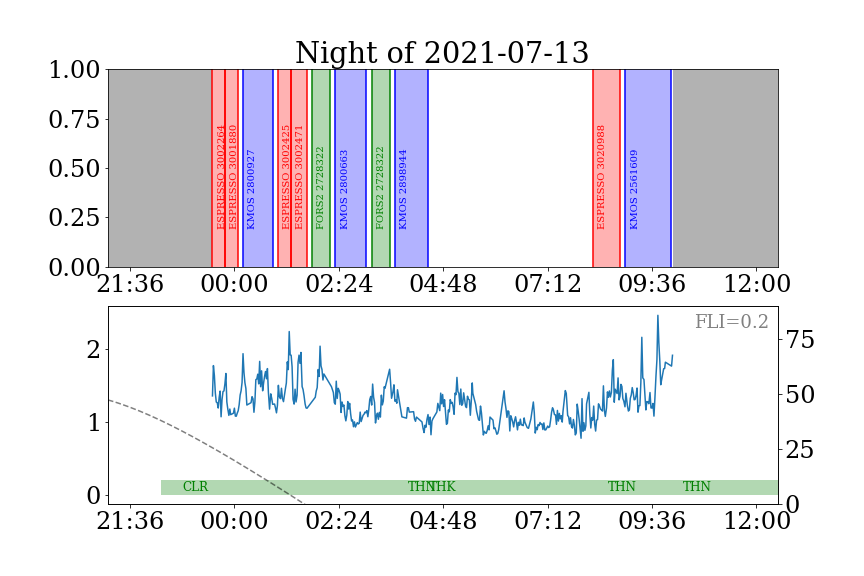 Night of 2021-07-13
1.00
0.75
0.50
0.25
0.00
ESPRESSO 3002264
ESPRESSO 3001880
KMOS 2800927
ESPRESSO 3002425
ESPRESSO 3002471
FORS2 2728322
KMOS 2800663
FORS2 2728322
KMOS 2898944
ESPRESSO 3020988
KMOS 2561609
21:36 00:00 02:24 04:48 07:12 09:36 12:00
FLI=0.2
2
1
0
75
50
25
0
CLR THN THK THN THN
21:36 00:00 02:24 04:48 07:12 09:36 12:00